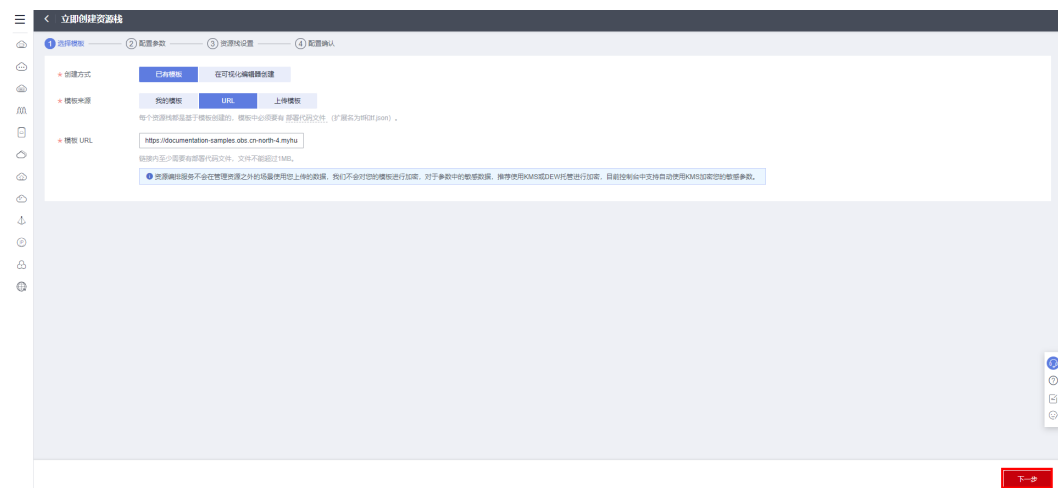 立即创建资源栈
1 选择模板 2 配置参数 3 资源栈设置 4 配置确认
* 创建方式 已有模板 在可视化编辑器创建
* 模板来源 我的模板 URL 上传模板
每个资源栈都是基于模板创建的，模板中必须要有 部署代码文件 （扩展名为tf和tf.json）。
* 模板 URL https://documentation-samples.obs.cn-north-4.myhu
链接内至少需要有部署代码文件，文件不能超过1MB。
资源编排服务不会在管理资源之外的场景使用您上传的数据，我们不会对您的模板进行加密，对于参数中的敏感数据，推荐使用KMS或DEW托管进行加密，目前控制台中支持自动使用KMS加密您的敏感参数。
下一步